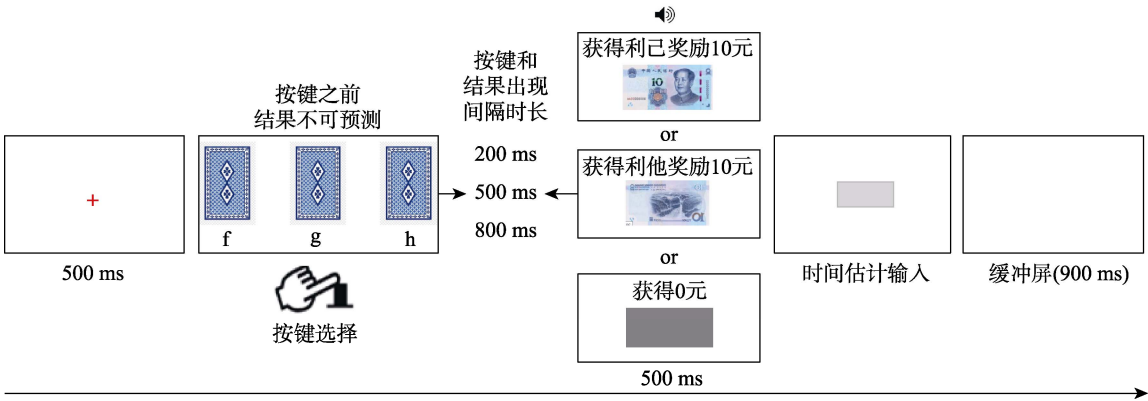 500 ms
按键之前
结果不可预测
f
g
h
按键选择
按键和
结果出现
间隔时长
200 ms
500 ms
800 ms
获得利己奖励10元
10
or
获得利他奖励10元
or
获得0元
500 ms
时间估计输入
缓冲屏(900 ms)